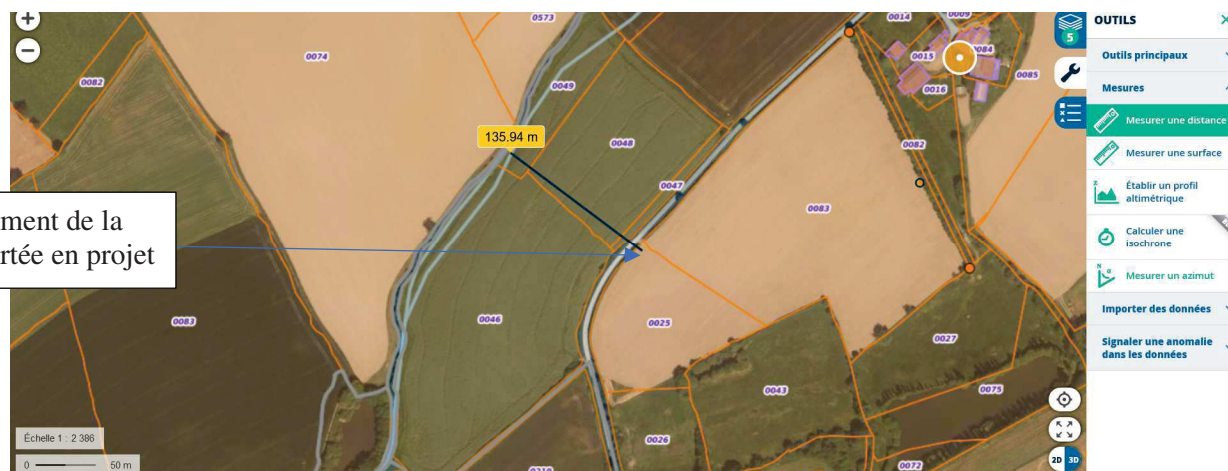 OUTILS
Outils principaux
Mesures
Mesurer une distance
Mesurer une surface
Établir un profil
altimétrique
Calculer une
isochrone
Mesurer un azimut
Importer des données
Signaler une anomalie
dans les données
5
0573
0014
0009
0074
0015
0084
0082
0049
0016
0085
135.94 m
0048
0082
0047
0083
ment de la
rtée en projet
0083
0046
0025
0027
0043
0075
0026
0072
Échelle 1 : 2 386
0
50 m
2D
3D